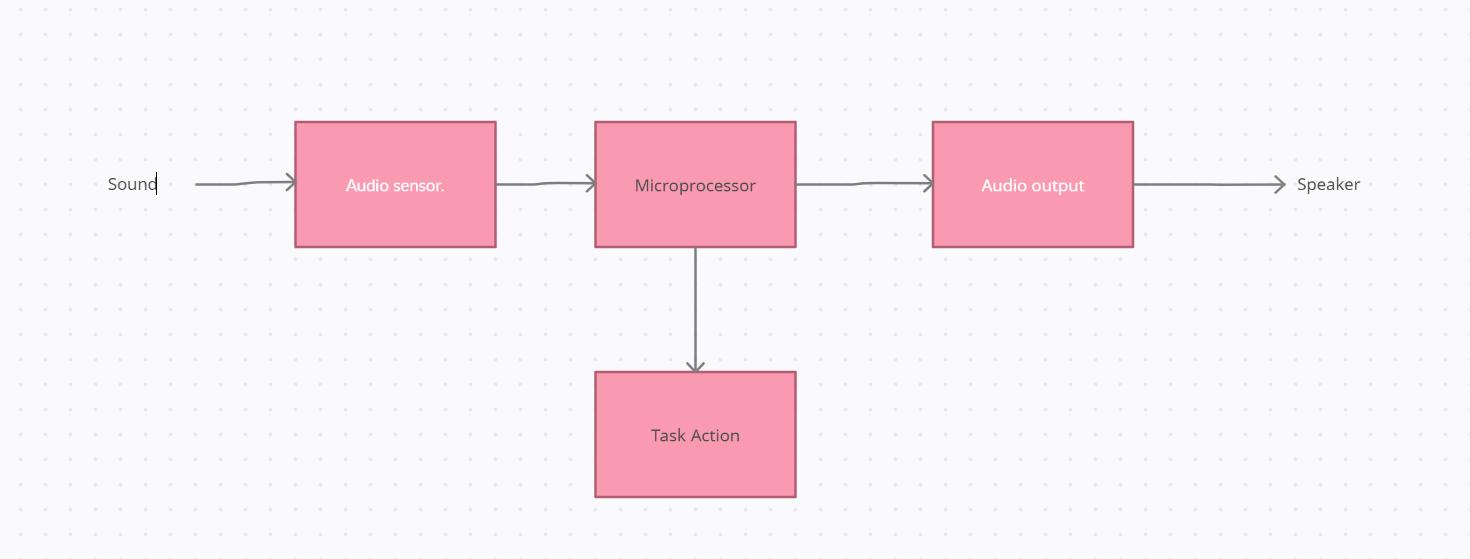 Sound
Audio sensor.
Microprocessor
Audio output
Speaker
Task Action